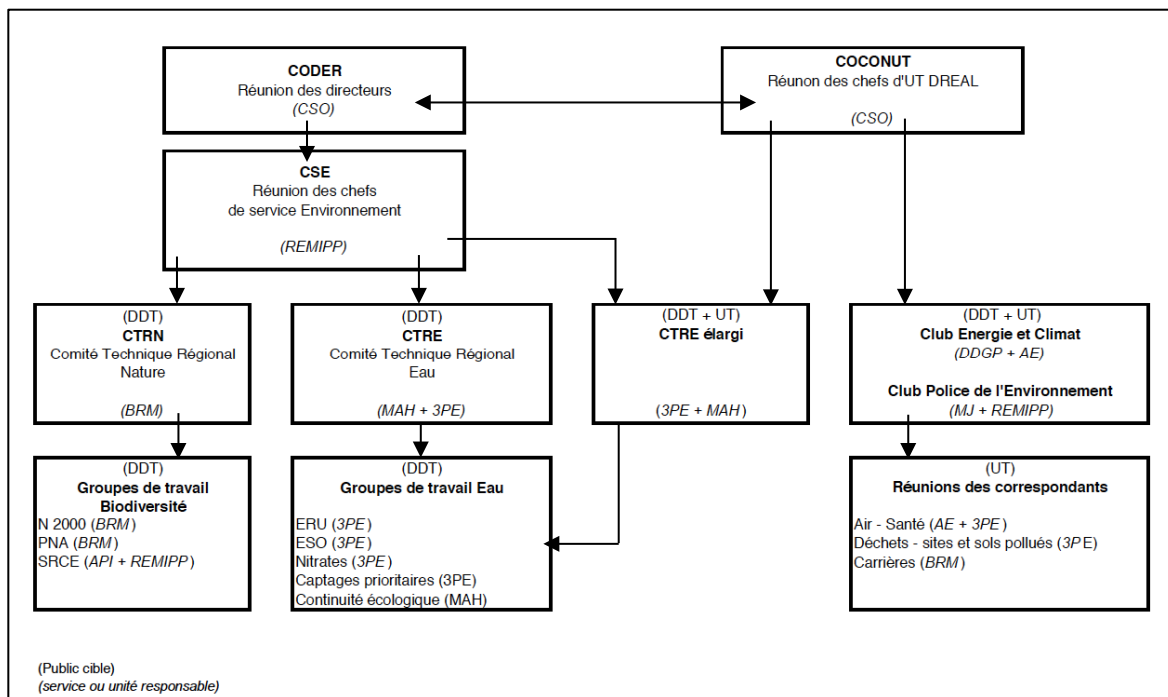 CODER
Réunion des directeurs
(CSO)
COCONUT
Réunon des chefs d'UT DREAL
(CSO)
CSE
Réunion des chefs
de service Environnement
(REMIPP)
(DDT)
CTRN
Comité Technique Régional
Nature
(BRM)
(DDT)
CTRE
Comité Technique Régional
Eau
(MAH + 3PE)
(DDT + UT)
CTRE élargi
(3PE + MAH)
(DDT + UT)
Club Energie et Climat
(DDGP + AE)
Club Police de l'Environnement
(MJ + REMIPP)
(DDT)
Groupes de travail
Biodiversité
N 2000 (BRM)
PNA (BRM)
SRCE (API + REMIPP)
(DDT)
Groupes de travail Eau
ERU (3PE)
ESO (3PE)
Nitrates (3PE)
Captages prioritaires (3PE)
Continuité écologique (MAH)
(UT)
Réunions des correspondants
Air - Santé (AE + 3PE)
Déchets - sites et sols pollués (3PE)
Carrières (BRM)
(Public cible)
(service ou unité responsable)